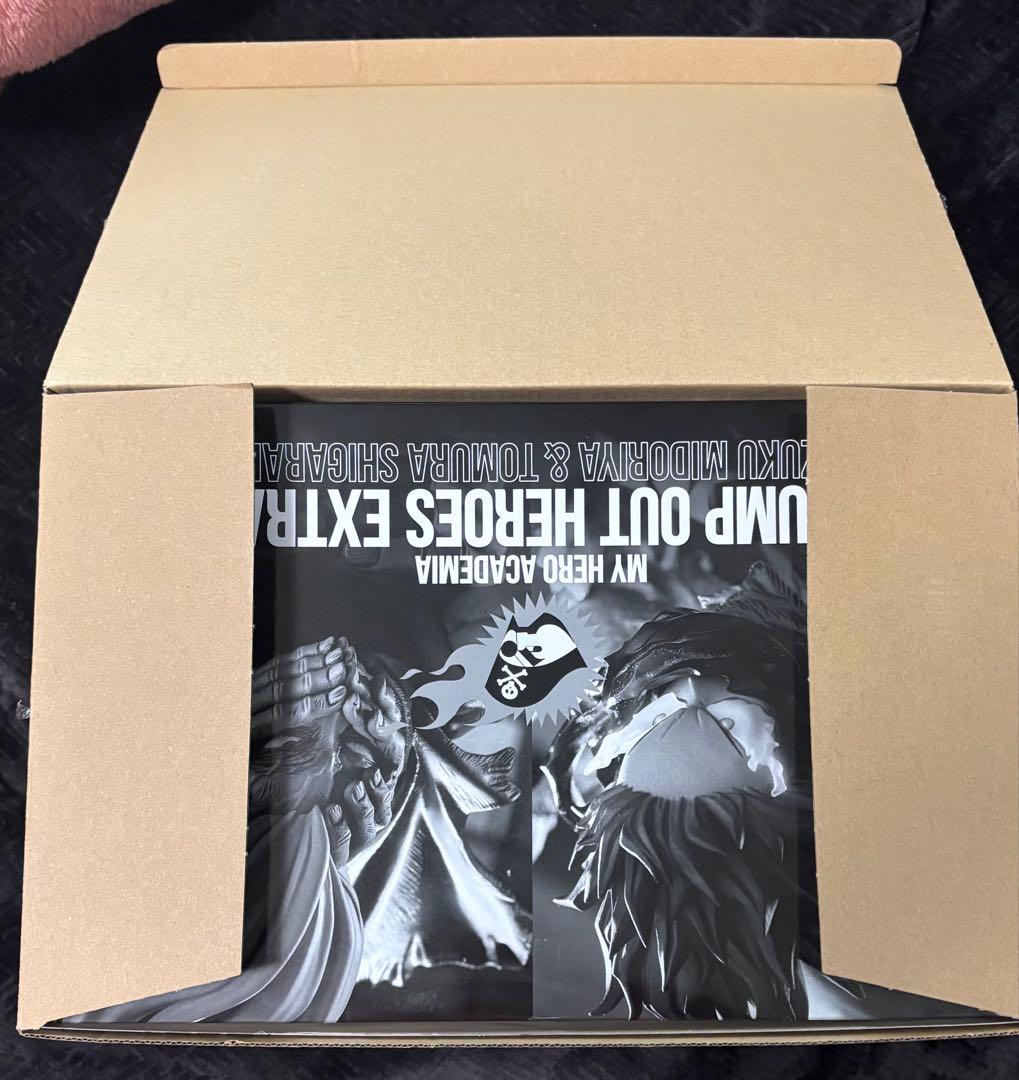 MY HERO ACADEMIA
UMP OUT HEROES EXTRA
ZUKU MIDORIYA & TOMURA SHIGARA